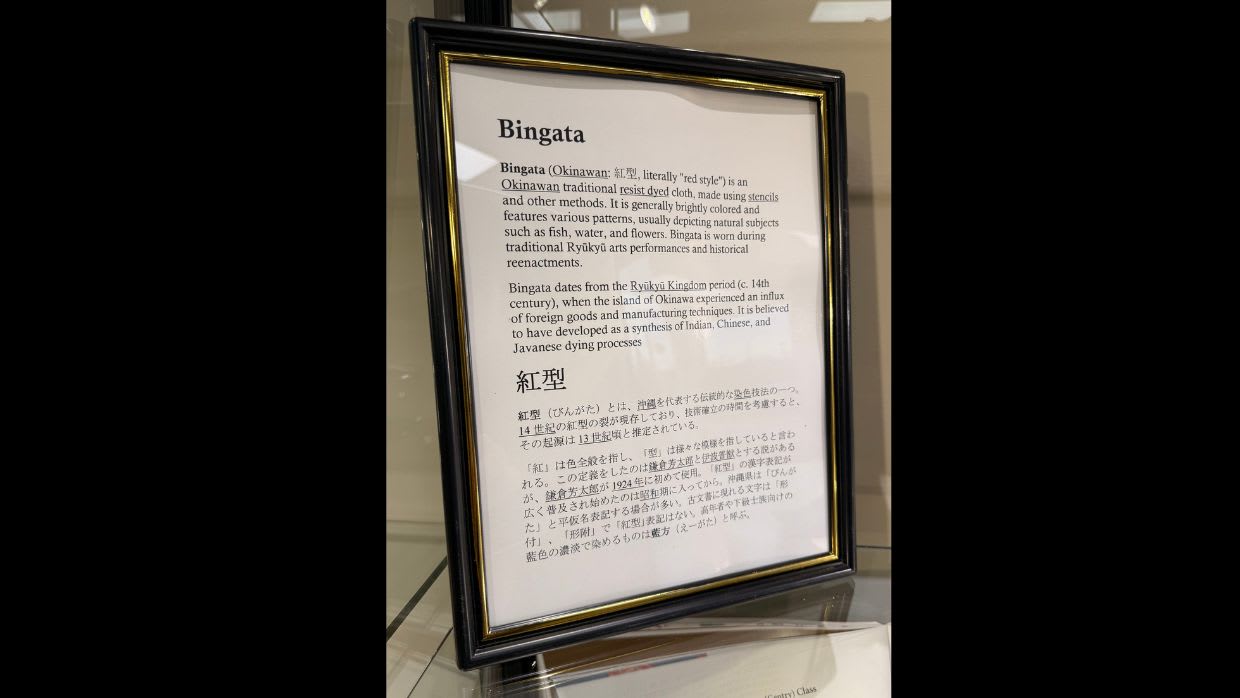 Bingata
Bingata (Okinawan: 紅型, literally "red style") is an
Okinawan traditional resist dyed cloth, made using stencils
and other methods. It is generally brightly colored and
features various patterns, usually depicting natural subjects
such as fish, water, and flowers. Bingata is worn during
traditional Ryūkyū arts performances and historical
reenactments.
Bingata dates from the Ryūkyū Kingdom period (c. 14th
century), when the island of Okinawa experienced an influx
of foreign goods and manufacturing techniques. It is believed
to have developed as a synthesis of Indian, Chinese, and
Javanese dying processes
紅型
紅型（びんがた）とは、沖縄を代表する伝統的な染色技法の一つ。
14 世紀の紅型の裂が現存しており、技術確立の時間を考慮すると、
その起源は 13 世紀頃と推定されている。
「紅」は色全般を指し、「型」は様々な模様を指していると言わ
れる。この定義をしたのは鎌倉芳太郎と伊波普猷とする説がある
が、鎌倉芳太郎が 1924 年に初めて使用。「紅型」の漢字表記が
広く普及され始めたのは昭和期に入ってから。沖縄県は「びんが
た」と平仮名表記する場合が多い。古文書に現れる文字は「形
付」、「形附」で「紅型」表記はない。高年者や下級士族向けの
藍色の濃淡で染めるものは藍方（えーがた）と呼ぶ。
(Gentry) Class